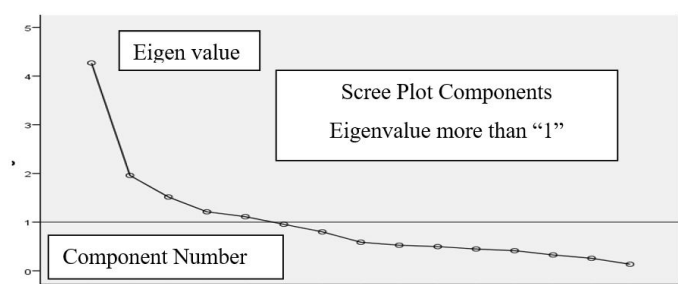 5
Eigen value
4
Scree Plot Components
Eigenvalue more than “1”
3
2
1
Component Number
0